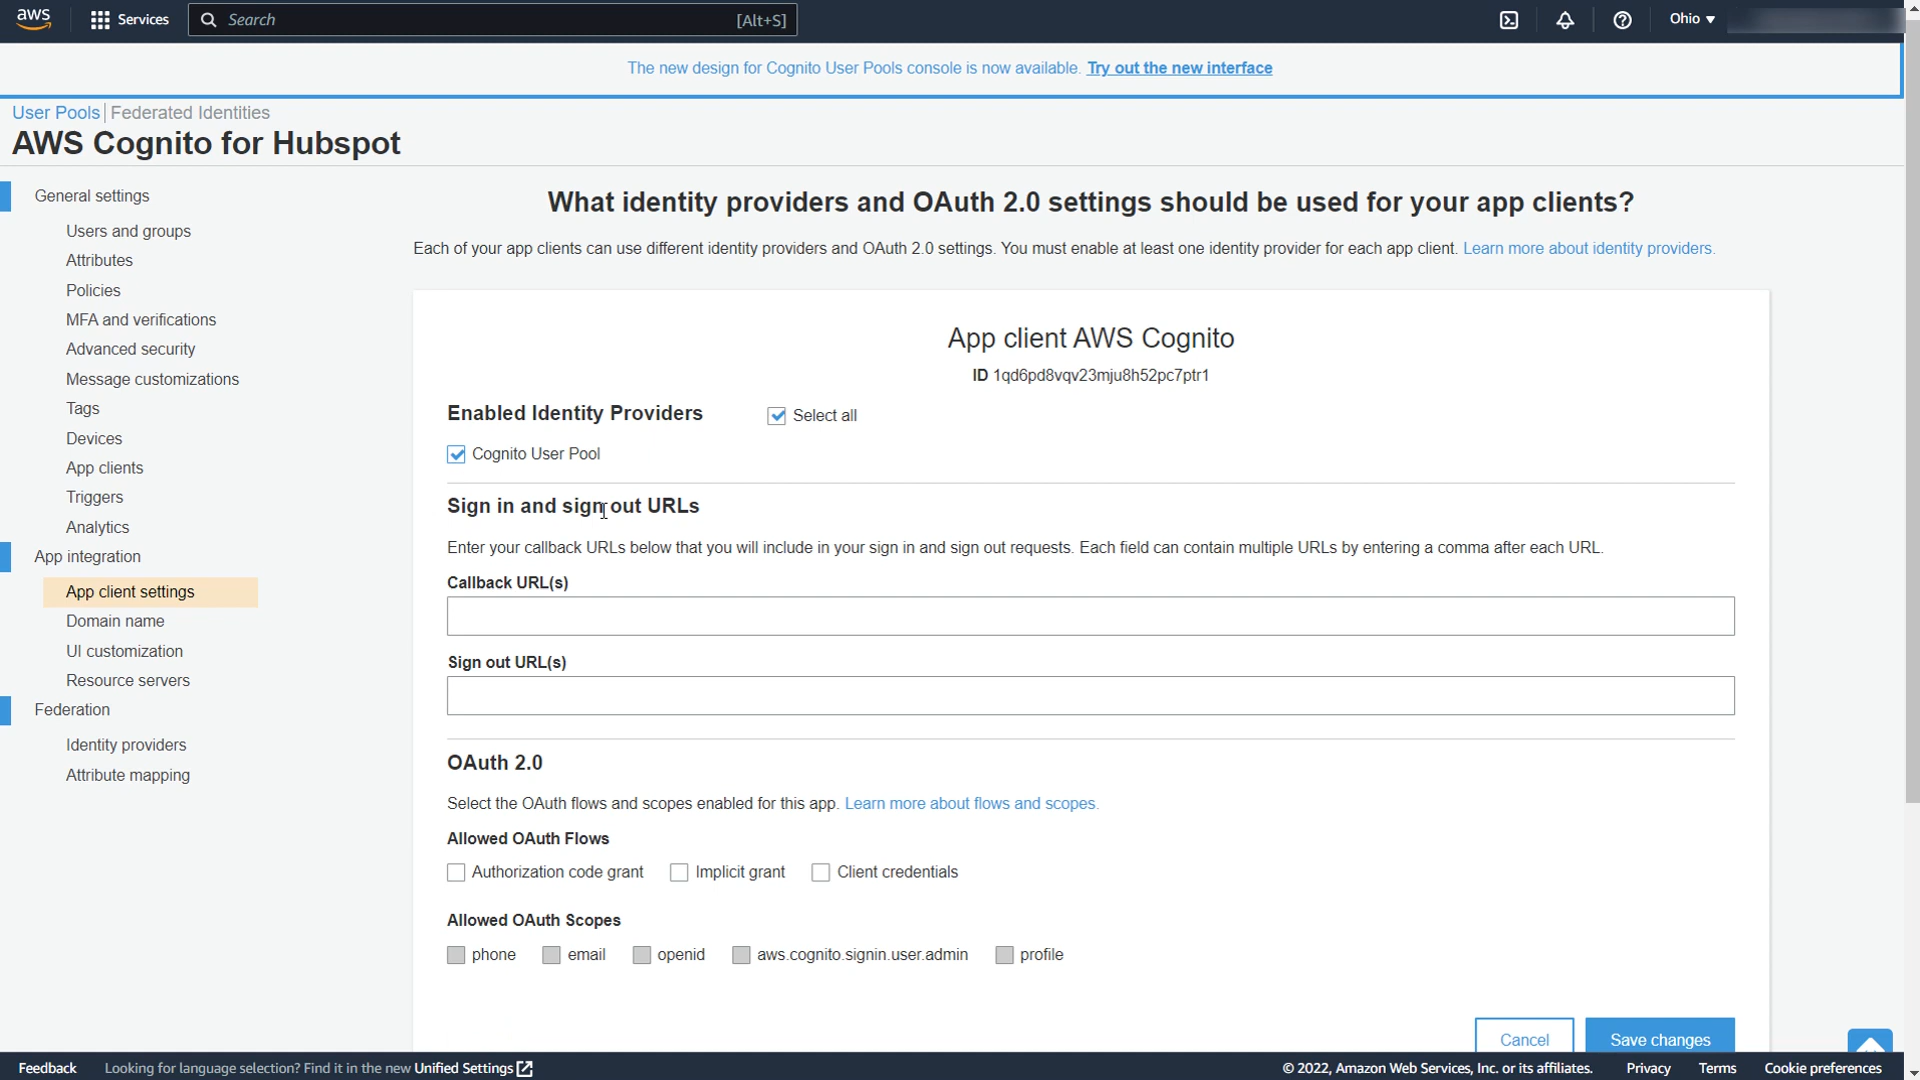 aws Services Search [Alt+S] Ohio
The new design for Cognito User Pools console is now available. Try out the new interface
User Pools Federated Identities
AWS Cognito for Hubspot
General settings
Users and groups
Attributes
Policies
MFA and verifications
Advanced security
Message customizations
Tags
Devices
App clients
Triggers
Analytics
App integration
App client settings
Domain name
UI customization
Resource servers
Federation
Identity providers
Attribute mapping
What identity providers and OAuth 2.0 settings should be used for your app clients?
Each of your app clients can use different identity providers and OAuth 2.0 settings. You must enable at least one identity provider for each app client. Learn more about identity providers.
App client AWS Cognito
ID 1qd6pd8vqv23mju8h52pc7ptr1
Enabled Identity Providers Select all
Cognito User Pool
Sign in and sign out URLs
Enter your callback URLs below that you will include in your sign in and sign out requests. Each field can contain multiple URLs by entering a comma after each URL.
Callback URL(s)
Sign out URL(s)
OAuth 2.0
Select the OAuth flows and scopes enabled for this app. Learn more about flows and scopes.
Allowed OAuth Flows
Authorization code grant Implicit grant Client credentials
Allowed OAuth Scopes
phone email openid aws.cognito.signin.user.admin profile
Cancel Save changes
Feedback Looking for language selection? Find it in the new Unified Settings © 2022, Amazon Web Services, Inc. or its affiliates. Privacy Terms Cookie preferences